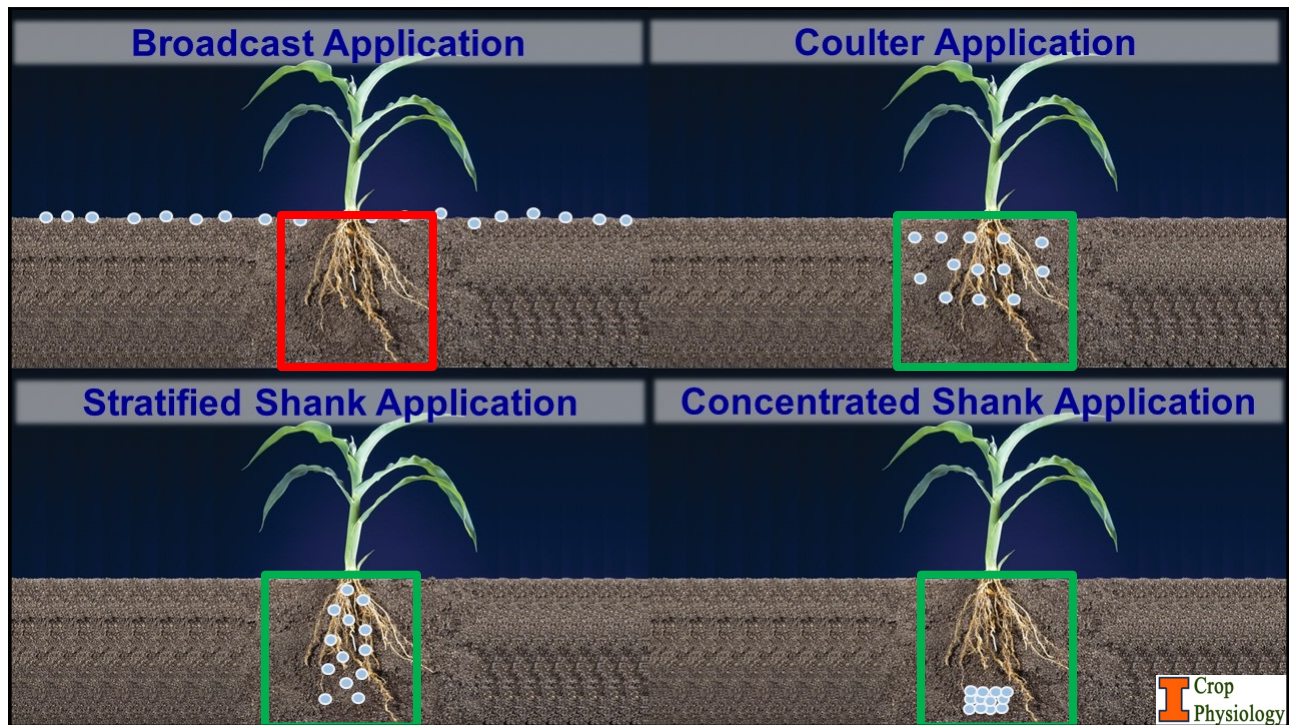 Broadcast Application
Coulter Application
Stratified Shank Application
Concentrated Shank Application
I Crop
Physiology